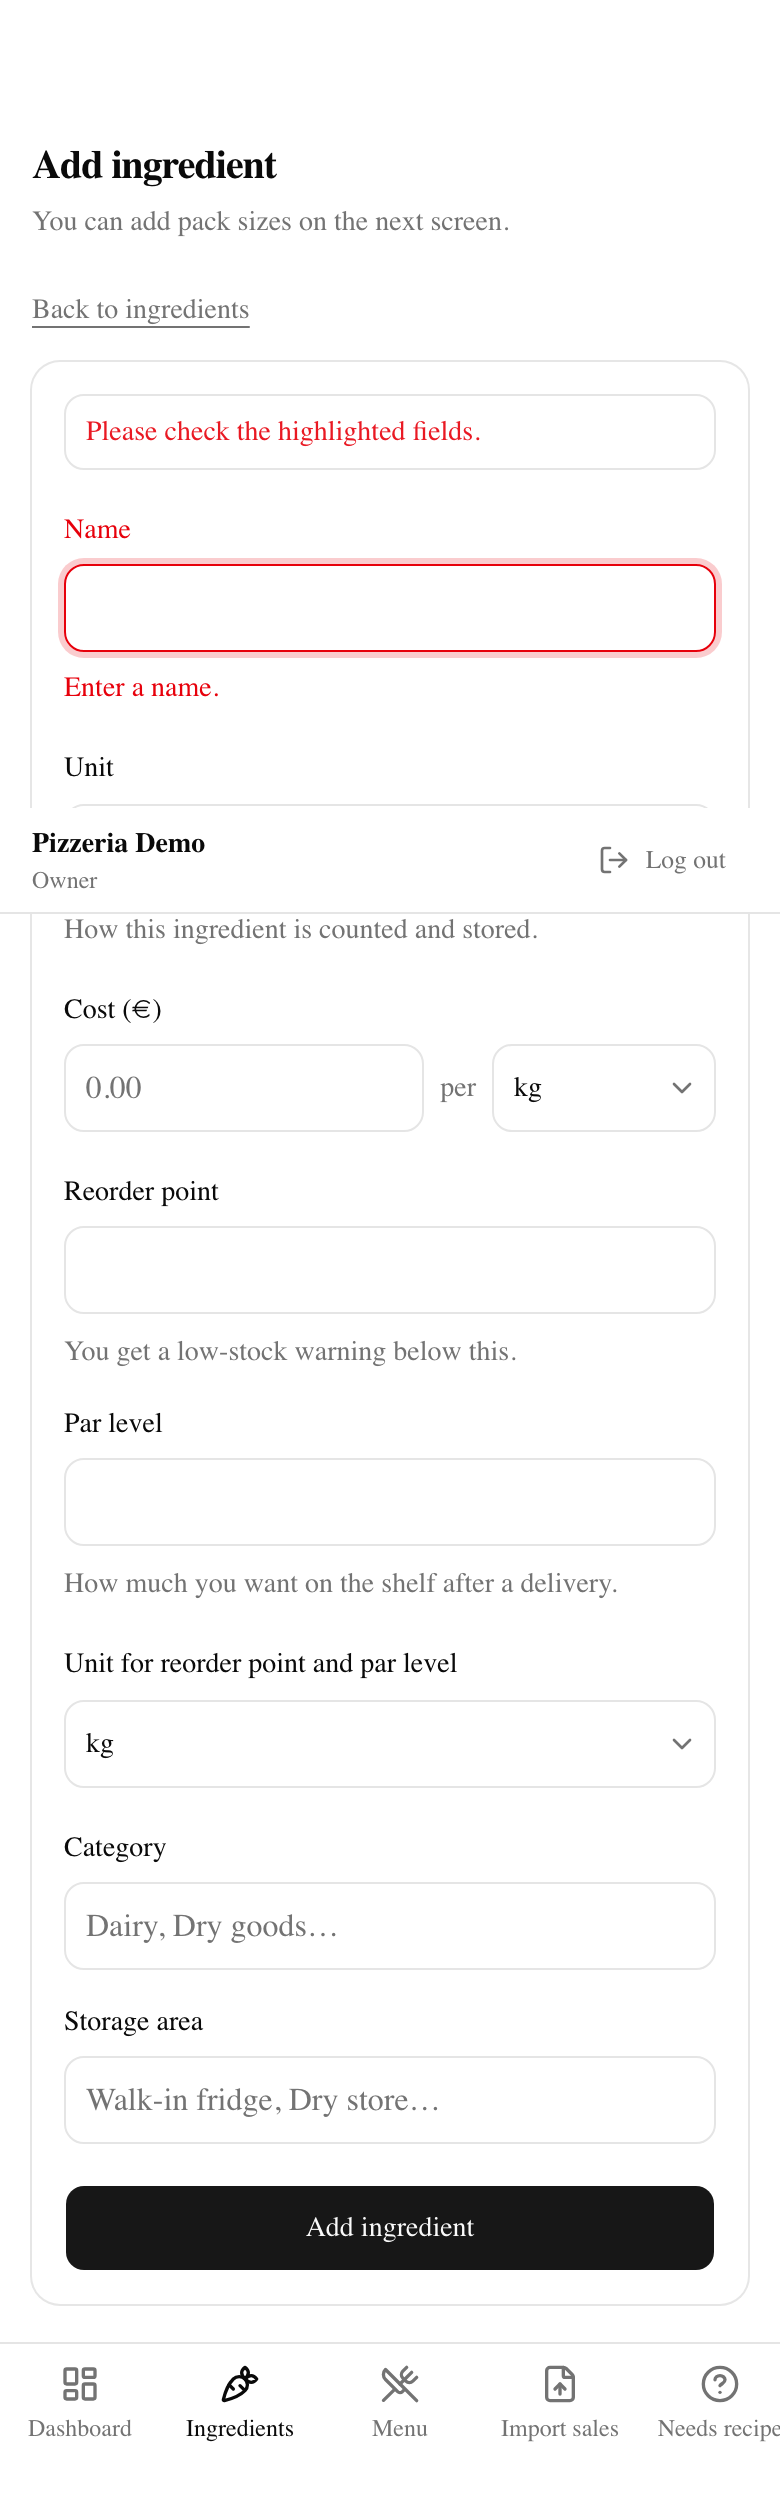 Add ingredient
You can add pack sizes on the next screen.
Back to ingredients
Please check the highlighted fields.
Name
Enter a name.
Unit
Pizzeria Demo
Owner
Log out
How this ingredient is counted and stored.
Cost (€)
0.00 per kg
Reorder point
You get a low-stock warning below this.
Par level
How much you want on the shelf after a delivery.
Unit for reorder point and par level
kg
Category
Dairy, Dry goods…
Storage area
Walk-in fridge, Dry store…
Add ingredient
Dashboard Ingredients Menu Import sales Needs recipe